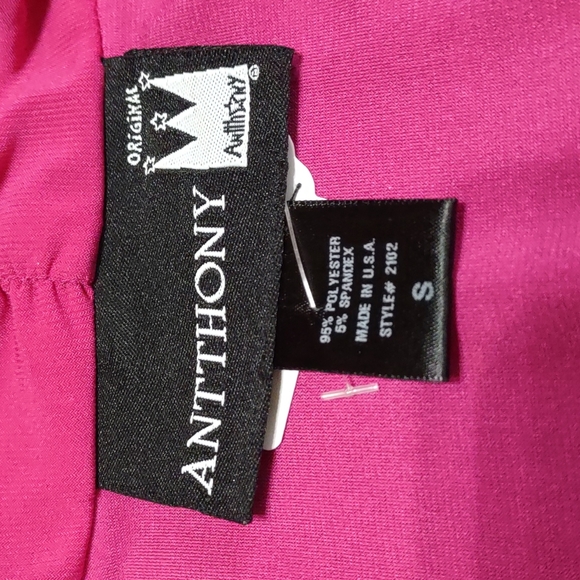 ORiGiNAL
Antthony
ANTTHONY
95% POLYESTER
5% SPANDEX
MADE IN U.S.A.
STYLE# 2102
S